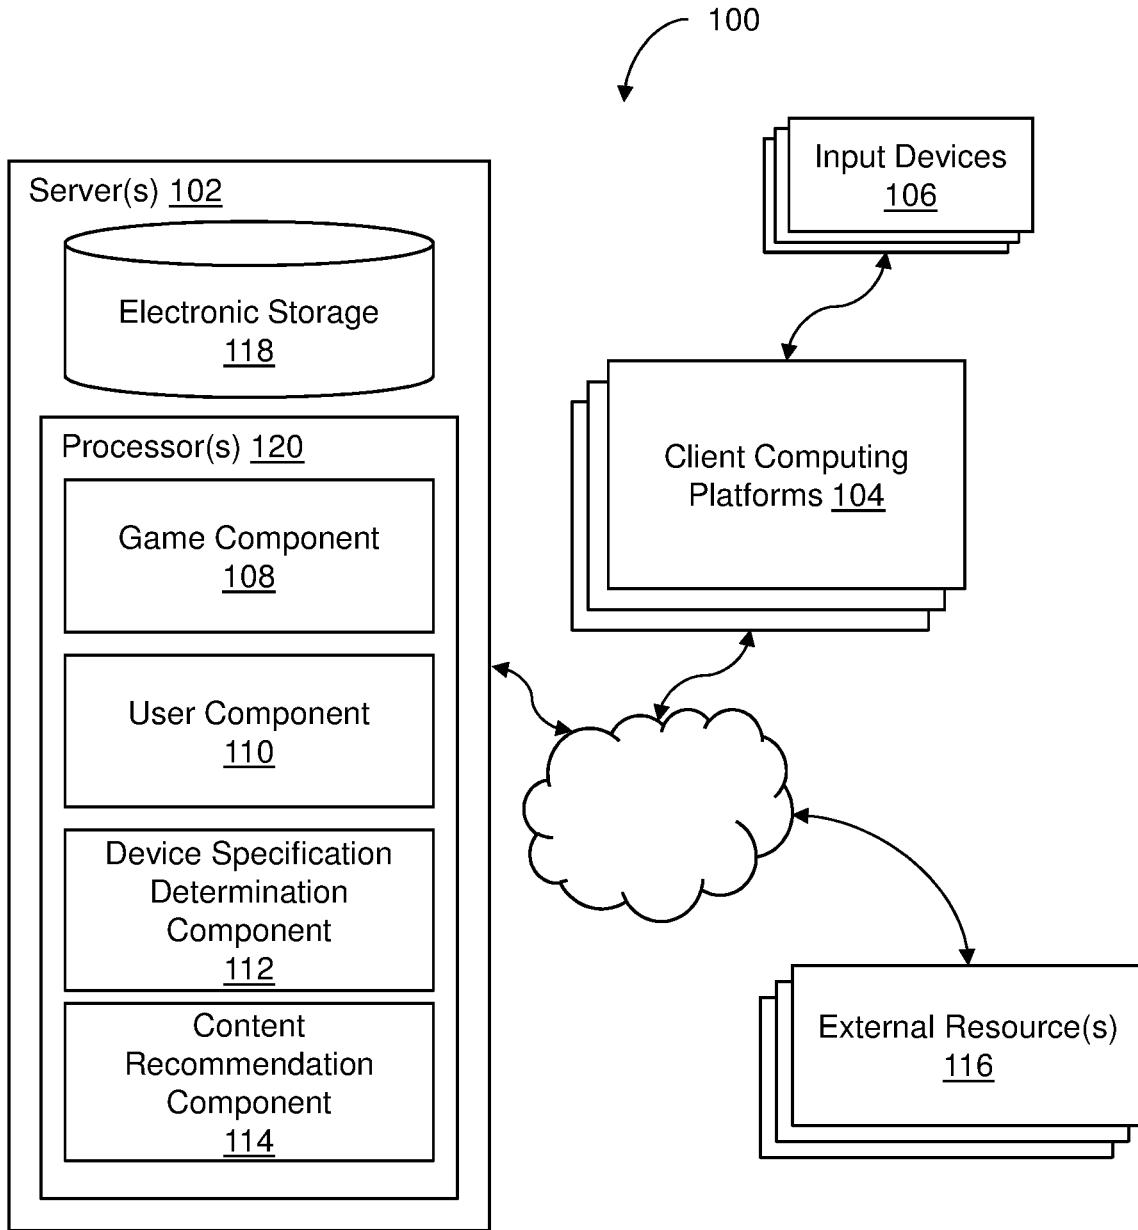 100
Input Devices
106
Server(s) 102
Electronic Storage
118
Client Computing
Platforms 104
Processor(s) 120
Game Component
108
User Component
110
Device Specification
Determination
Component
112
Content
Recommendation
Component
114
External Resource(s)
116